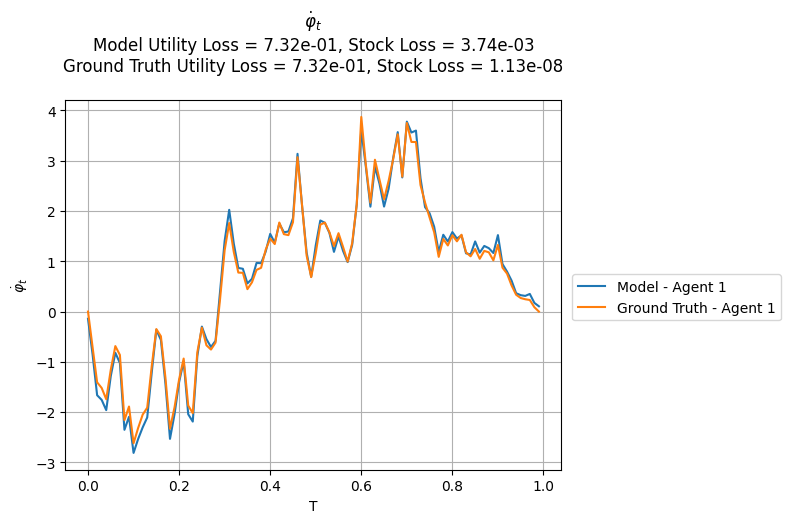 φ̇ₜ
Model Utility Loss = 7.32e-01, Stock Loss = 3.74e-03
Ground Truth Utility Loss = 7.32e-01, Stock Loss = 1.13e-08
4
3
2
1
0
−1
−2
−3
φ̇ₜ
0.0 0.2 0.4 0.6 0.8 1.0
T
Model - Agent 1
Ground Truth - Agent 1